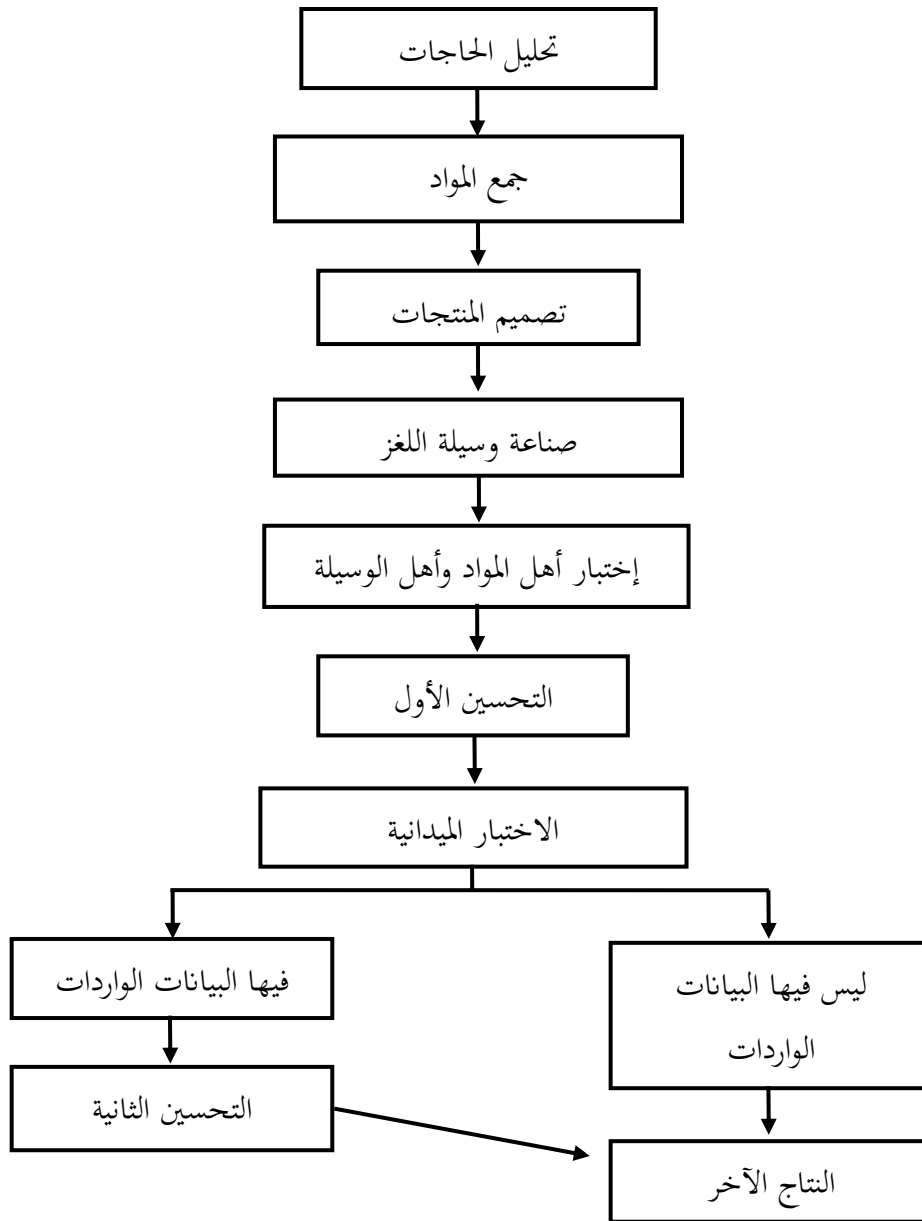 تحليل الحاجات
جمع المواد
تصميم المنتجات
صناعة وسيلة اللغز
إختبار أهل المواد وأهل الوسيلة
التحسين الأول
الاختبار الميدانية
ليس فيها البيانات
الواردات
فيها البيانات الواردات
التحسين الثانية
النتاج الآخر